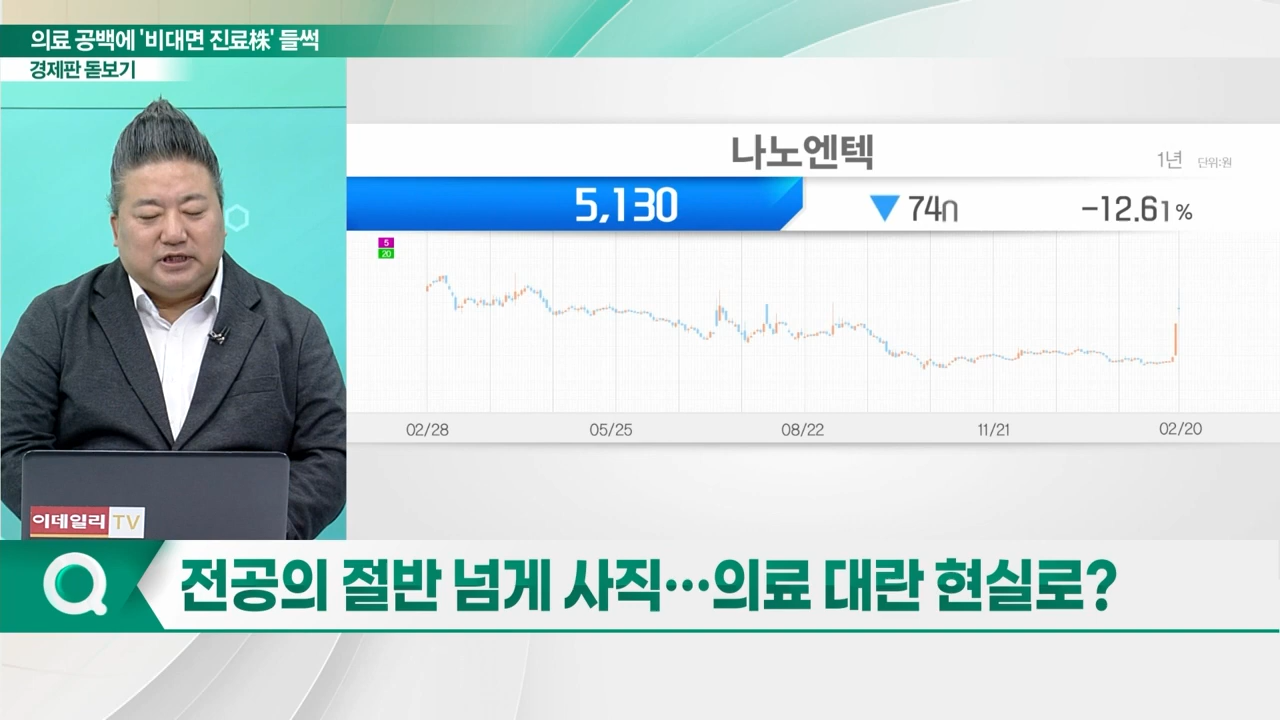 의료 공백에 '비대면 진료株' 들썩
경제판 돋보기
나노엔텍
1년 단위:원
5,130 ▼ -12.61%
5
20
02/28 05/25 08/22 11/21 02/20
이데일리 TV
전공의 절반 넘게 사직…의료 대란 현실로?